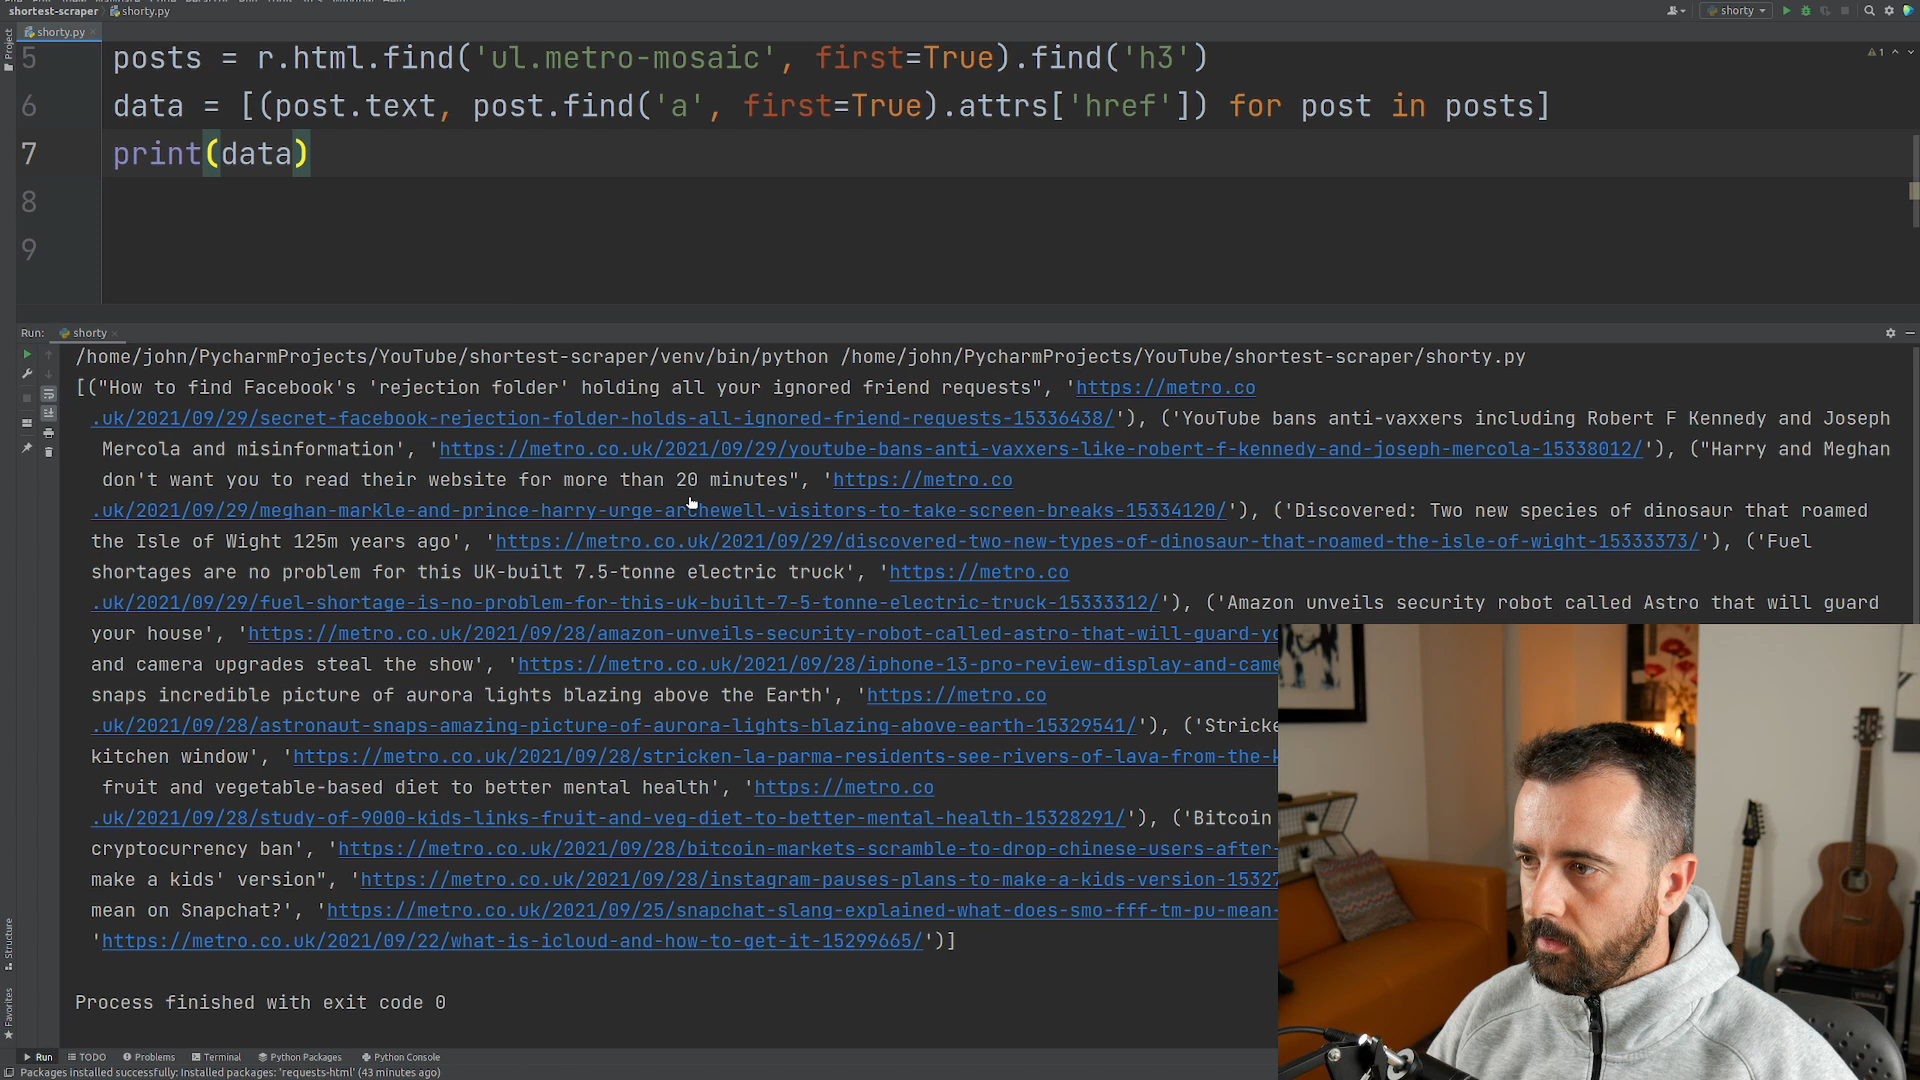 shortest-scraper shorty.py
shorty
shorty.py
Project
5 posts = r.html.find('ul.metro-mosaic', first=True).find('h3')
1
6 data = [(post.text, post.find('a', first=True).attrs['href']) for post in posts]
7 print(data)
8
9
Run: shorty
/home/john/PycharmProjects/YouTube/shortest-scraper/venv/bin/python /home/john/PycharmProjects/YouTube/shortest-scraper/shorty.py
[("How to find Facebook's 'rejection folder' holding all your ignored friend requests", 'https://metro.co
.uk/2021/09/29/secret-facebook-rejection-folder-holds-all-ignored-friend-requests-15336438/'), ('YouTube bans anti-vaxxers including Robert F Kennedy and Joseph
Mercola and misinformation', 'https://metro.co.uk/2021/09/29/youtube-bans-anti-vaxxers-like-robert-f-kennedy-and-joseph-mercola-15338012/'), ("Harry and Meghan
don't want you to read their website for more than 20 minutes", 'https://metro.co
.uk/2021/09/29/meghan-markle-and-prince-harry-urge-archewell-visitors-to-take-screen-breaks-15334120/'), ('Discovered: Two new species of dinosaur that roamed
the Isle of Wight 125m years ago', 'https://metro.co.uk/2021/09/29/discovered-two-new-types-of-dinosaur-that-roamed-the-isle-of-wight-15333373/'), ('Fuel
shortages are no problem for this UK-built 7.5-tonne electric truck', 'https://metro.co
.uk/2021/09/29/fuel-shortage-is-no-problem-for-this-uk-built-7-5-tonne-electric-truck-15333312/'), ('Amazon unveils security robot called Astro that will guard
your house', 'https://metro.co.uk/2021/09/28/amazon-unveils-security-robot-called-astro-that-will-guard-yo
and camera upgrades steal the show', 'https://metro.co.uk/2021/09/28/iphone-13-pro-review-display-and-came
snaps incredible picture of aurora lights blazing above the Earth', 'https://metro.co
.uk/2021/09/28/astronaut-snaps-amazing-picture-of-aurora-lights-blazing-above-earth-15329541/'), ('Stricke
kitchen window', 'https://metro.co.uk/2021/09/28/stricken-la-parma-residents-see-rivers-of-lava-from-the-k
fruit and vegetable-based diet to better mental health', 'https://metro.co
.uk/2021/09/28/study-of-9000-kids-links-fruit-and-veg-diet-to-better-mental-health-15328291/'), ('Bitcoin
cryptocurrency ban', 'https://metro.co.uk/2021/09/28/bitcoin-markets-scramble-to-drop-chinese-users-after-
make a kids' version", 'https://metro.co.uk/2021/09/28/instagram-pauses-plans-to-make-a-kids-version-1532
mean on Snapchat?', 'https://metro.co.uk/2021/09/25/snapchat-slang-explained-what-does-smo-fff-tm-pu-mean-
'https://metro.co.uk/2021/09/22/what-is-icloud-and-how-to-get-it-15299665/')]
Process finished with exit code 0
Structure
Favorites
Run TODO Problems Terminal Python Packages Python Console
Packages installed successfully: Installed packages: 'requests-html' (43 minutes ago)